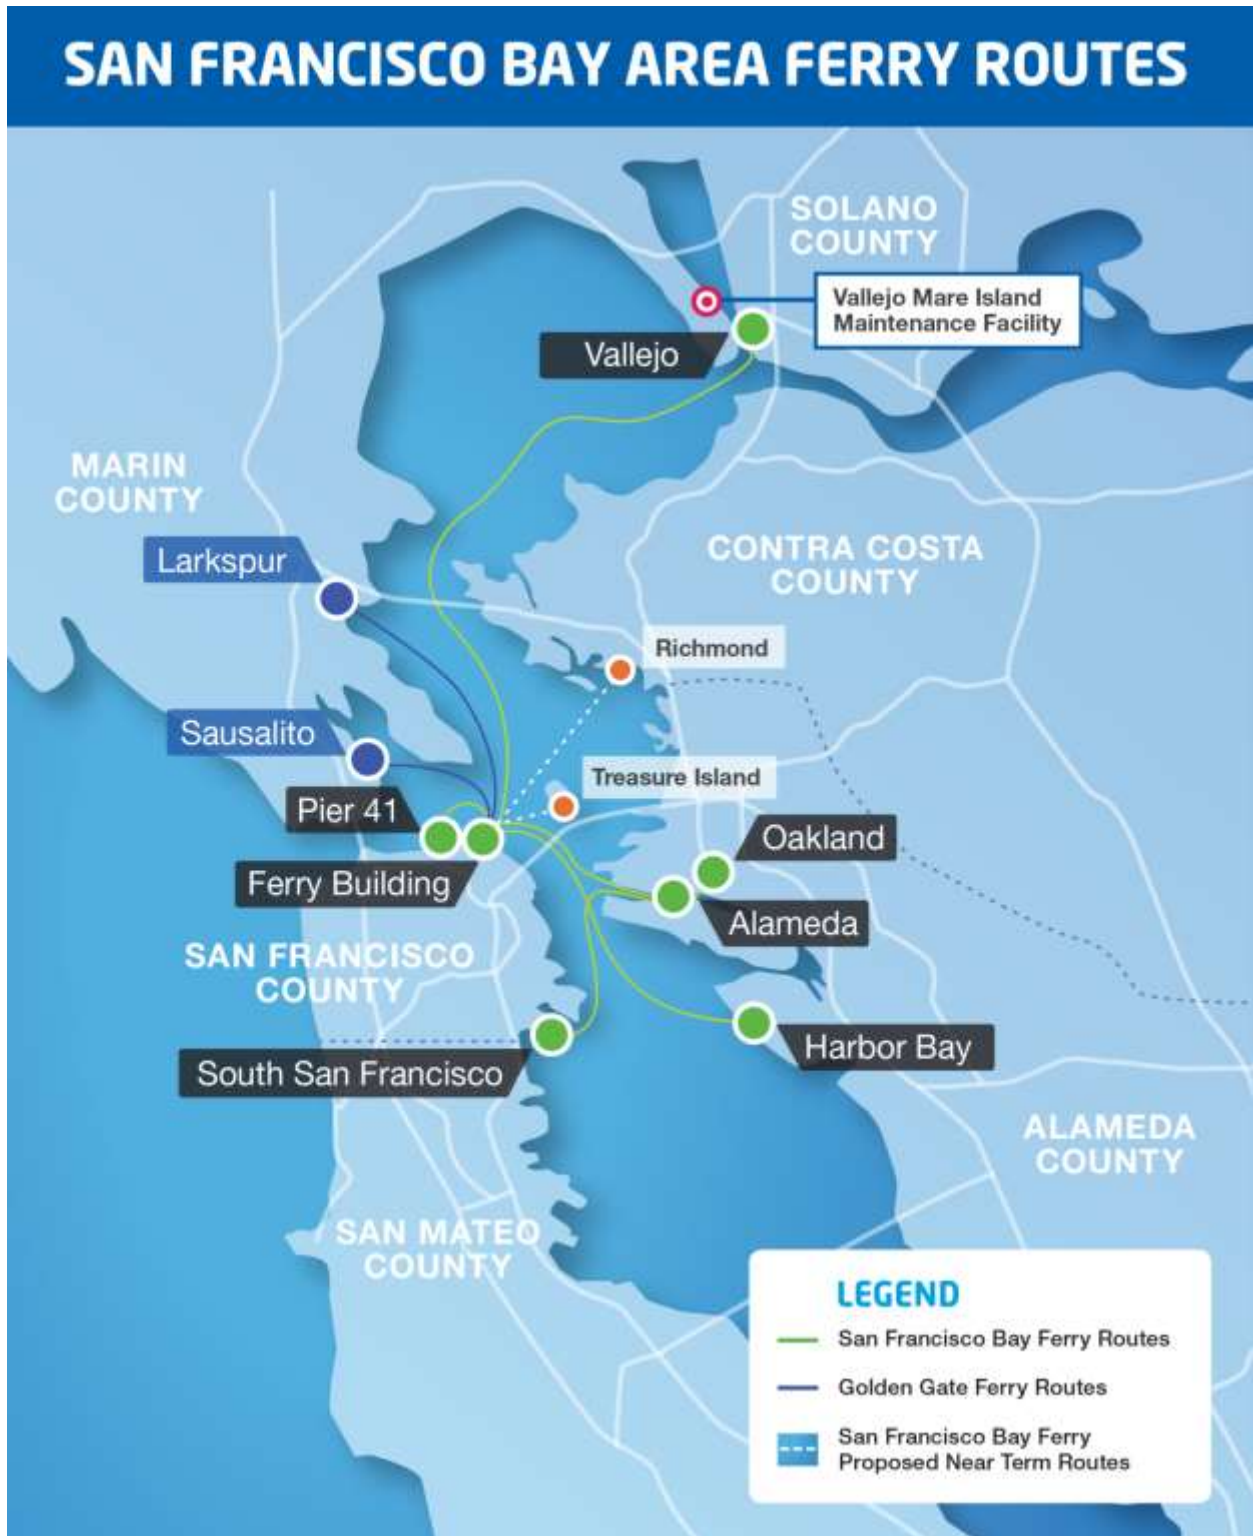 SAN FRANCISCO BAY AREA FERRY ROUTES
SOLANO
COUNTY
Vallejo Mare Island
Maintenance Facility
Vallejo
MARIN
COUNTY
Larkspur
CONTRA COSTA
COUNTY
Richmond
Sausalito
Treasure Island
Pier 41
Oakland
Ferry Building
Alameda
SAN FRANCISCO
COUNTY
Harbor Bay
South San Francisco
ALAMEDA
COUNTY
SAN MATEO
COUNTY
LEGEND
San Francisco Bay Ferry Routes
Golden Gate Ferry Routes
San Francisco Bay Ferry
Proposed Near Term Routes